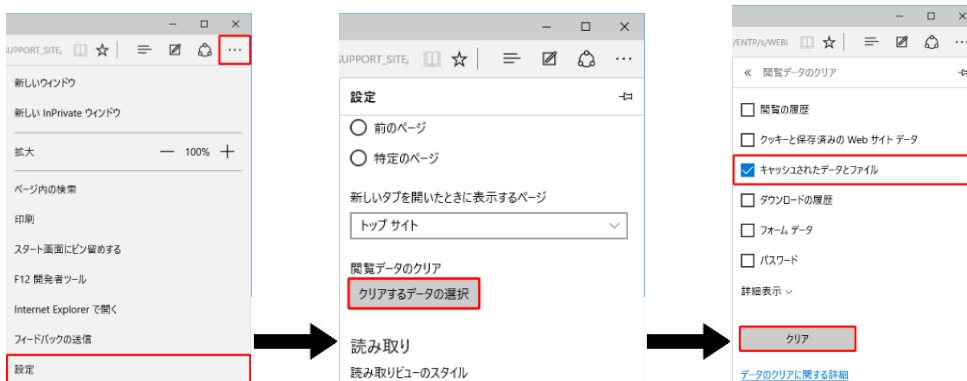 UPPORT_SITE,
新しいウィンドウ
新しい InPrivate ウィンドウ
拡大
100%
ページ内の検索
印刷
スタート画面にピン留めする
F12 開発者ツール
Internet Explorer で開く
フィードバックの送信
設定
SUPPORT_SITE,
設定
前のページ
特定のページ
新しいタブを開いたときに表示するページ
トップ サイト
閲覧データのクリア
クリアするデータの選択
読み取り
読み取りビューのスタイル
/ENTP/s/WEBL
« 閲覧データのクリア
閲覧の履歴
クッキーと保存済みの Web サイト データ
キャッシュされたデータとファイル
ダウンロードの履歴
フォーム データ
パスワード
詳細表示
クリア
データのクリアに関する詳細